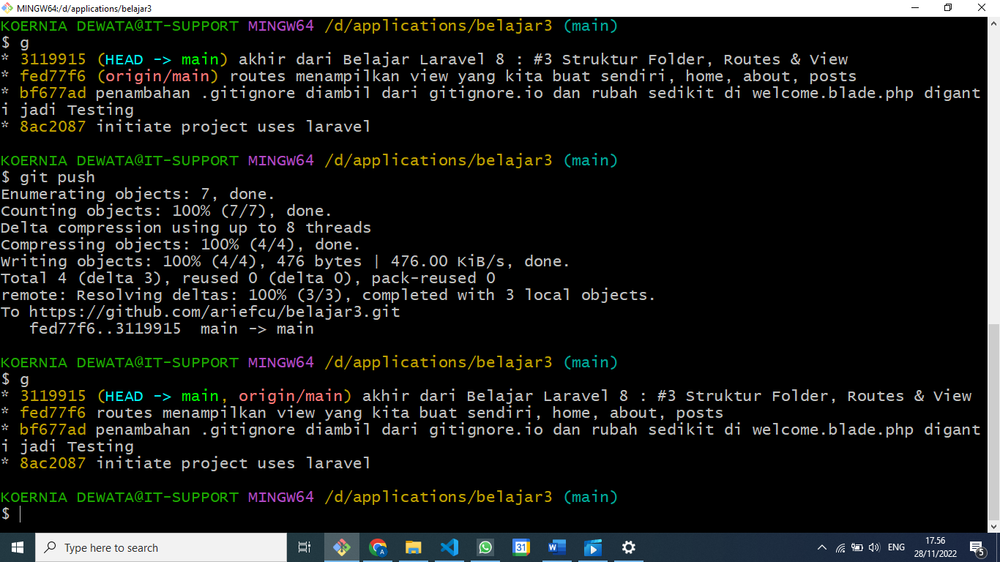 MINGW64:/d/applications/belajar3
KOERNIA DEWATA@IT-SUPPORT MINGW64 /d/applications/belajar3 (main)
$ g
* 3119915 (HEAD -> main) akhir dari Belajar Laravel 8 : #3 Struktur Folder, Routes & View
* fed77f6 (origin/main) routes menampilkan view yang kita buat sendiri, home, about, posts
* bf677ad penambahan .gitignore diambil dari gitignore.io dan rubah sedikit di welcome.blade.php digant
i jadi Testing
* 8ac2087 initiate project uses laravel
KOERNIA DEWATA@IT-SUPPORT MINGW64 /d/applications/belajar3 (main)
$ git push
Enumerating objects: 7, done.
Counting objects: 100% (7/7), done.
Delta compression using up to 8 threads
Compressing objects: 100% (4/4), done.
Writing objects: 100% (4/4), 476 bytes | 476.00 KiB/s, done.
Total 4 (delta 3), reused 0 (delta 0), pack-reused 0
remote: Resolving deltas: 100% (3/3), completed with 3 local objects.
To https://github.com/ariefcu/belajar3.git
   fed77f6..3119915  main -> main
KOERNIA DEWATA@IT-SUPPORT MINGW64 /d/applications/belajar3 (main)
$ g
* 3119915 (HEAD -> main, origin/main) akhir dari Belajar Laravel 8 : #3 Struktur Folder, Routes & View
* fed77f6 routes menampilkan view yang kita buat sendiri, home, about, posts
* bf677ad penambahan .gitignore diambil dari gitignore.io dan rubah sedikit di welcome.blade.php digant
i jadi Testing
* 8ac2087 initiate project uses laravel
KOERNIA DEWATA@IT-SUPPORT MINGW64 /d/applications/belajar3 (main)
$
Type here to search
A
31
W
ENG
17.56
28/11/2022
5